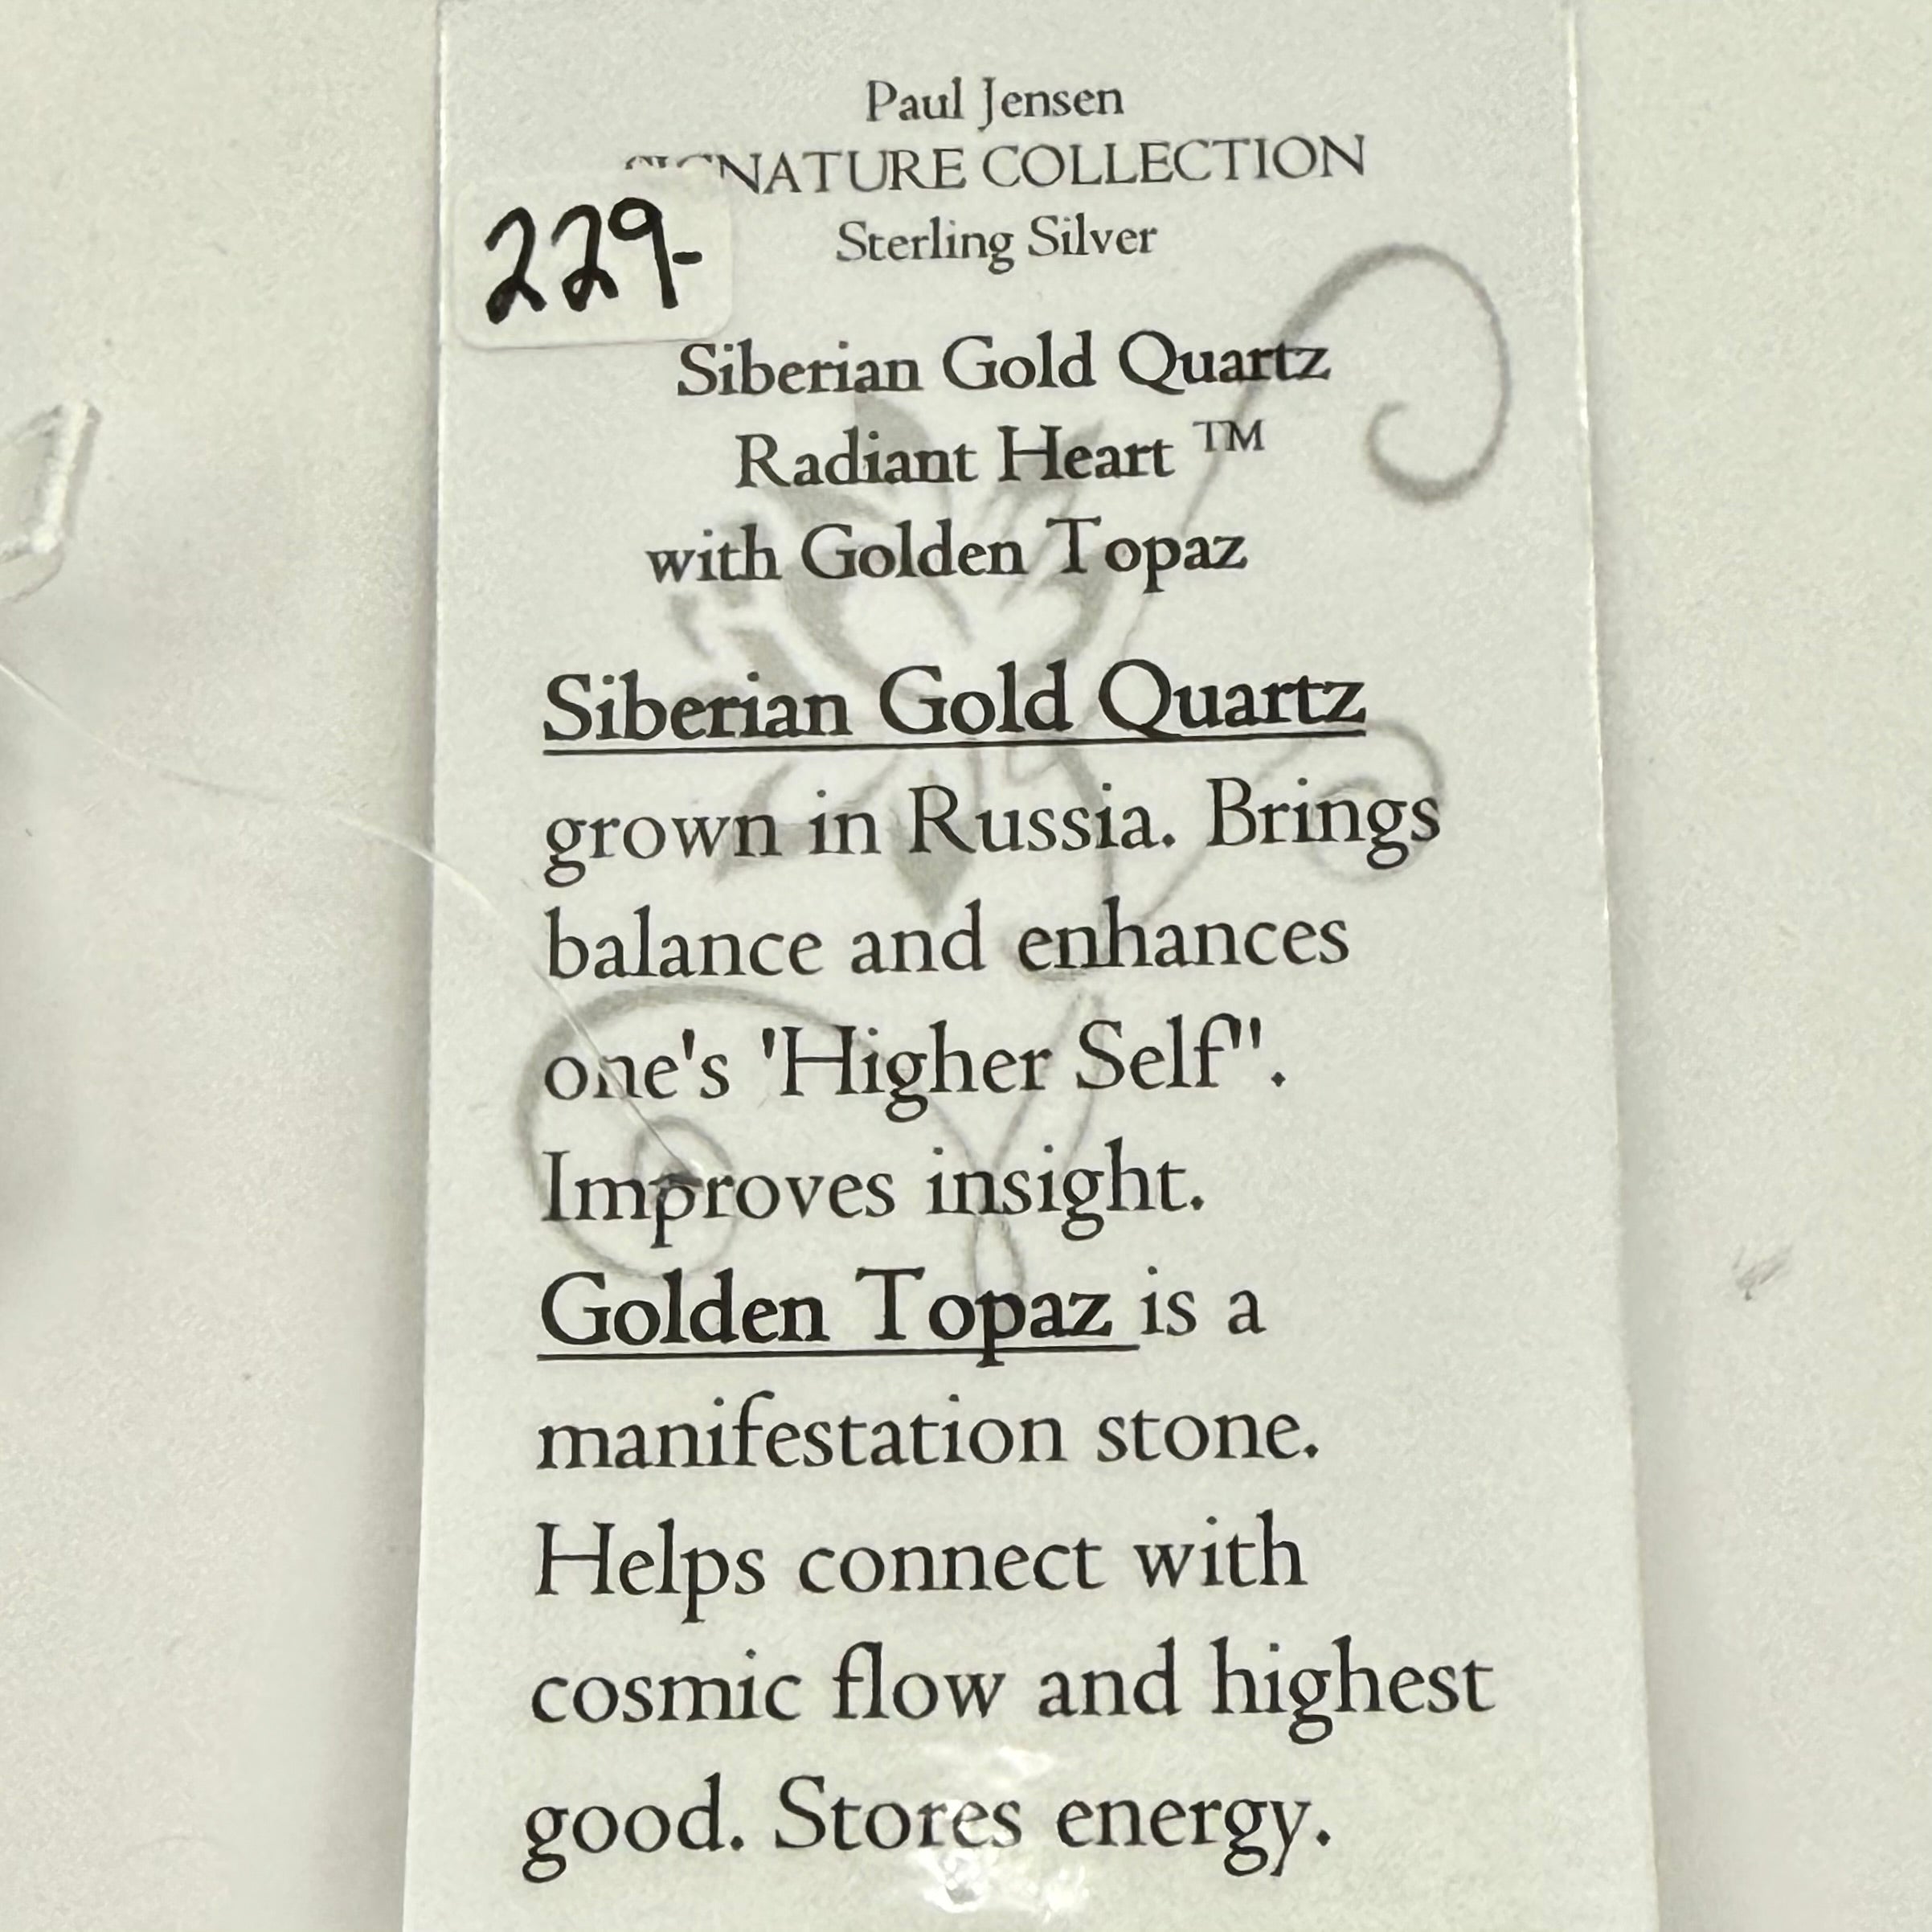 Paul Jensen
SIGNATURE COLLECTION
Sterling Silver
229-
Siberian Gold Quartz
Radiant Heart ™
with Golden Topaz
Siberian Gold Quartz
grown in Russia. Brings
balance and enhances
one's 'Higher Self".
Improves insight.
Golden Topaz is a
manifestation stone.
Helps connect with
cosmic flow and highest
good. Stores energy.